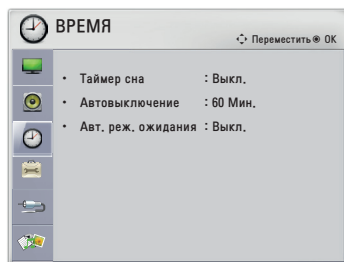 ВРЕМЯ
Переместить OK
• Таймер сна : Выкл.
• Автовыключение : 60 Мин.
• Авт. реж. ожидания : Выкл.